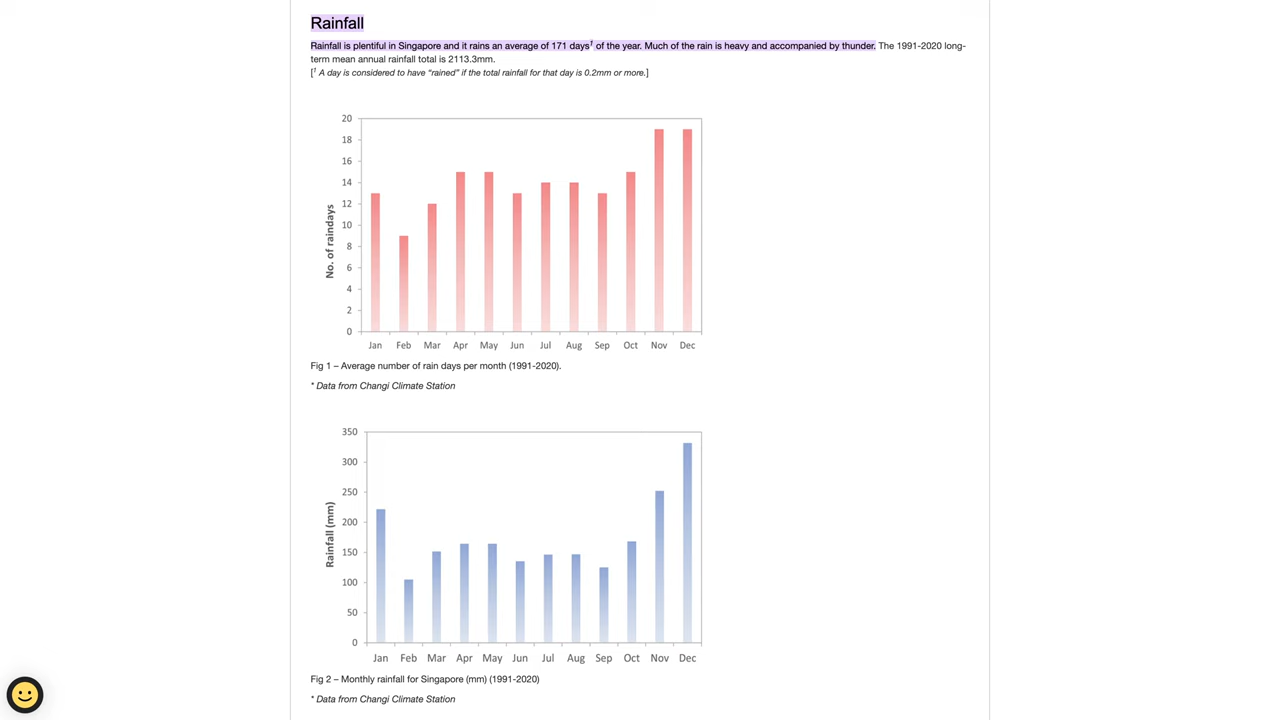 Rainfall
Rainfall is plentiful in Singapore and it rains an average of 171 days¹ of the year. Much of the rain is heavy and accompanied by thunder. The 1991-2020 long-
term mean annual rainfall total is 2113.3mm.
[¹ A day is considered to have “rained” if the total rainfall for that day is 0.2mm or more.]
20
18
16
14
12
10
8
6
4
2
0
No. of raindays
Jan Feb Mar Apr May Jun Jul Aug Sep Oct Nov Dec
Fig 1 – Average number of rain days per month (1991-2020).
* Data from Changi Climate Station
350
300
250
200
150
100
50
0
Rainfall (mm)
Jan Feb Mar Apr May Jun Jul Aug Sep Oct Nov Dec
Fig 2 – Monthly rainfall for Singapore (mm) (1991-2020)
* Data from Changi Climate Station